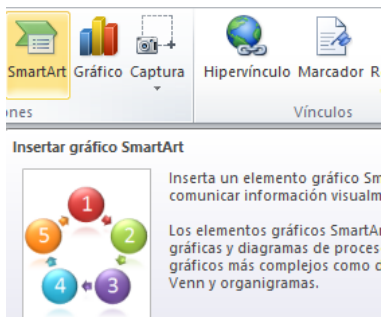 SmartArt Gráfico Captura Hipervínculo Marcador R
ones Vínculos
Insertar gráfico SmartArt
Inserta un elemento gráfico Sm
comunicar información visualm
Los elementos gráficos SmartAr
gráficas y diagramas de proces
gráficos más complejos como d
Venn y organigramas.
1
5 2
4 3